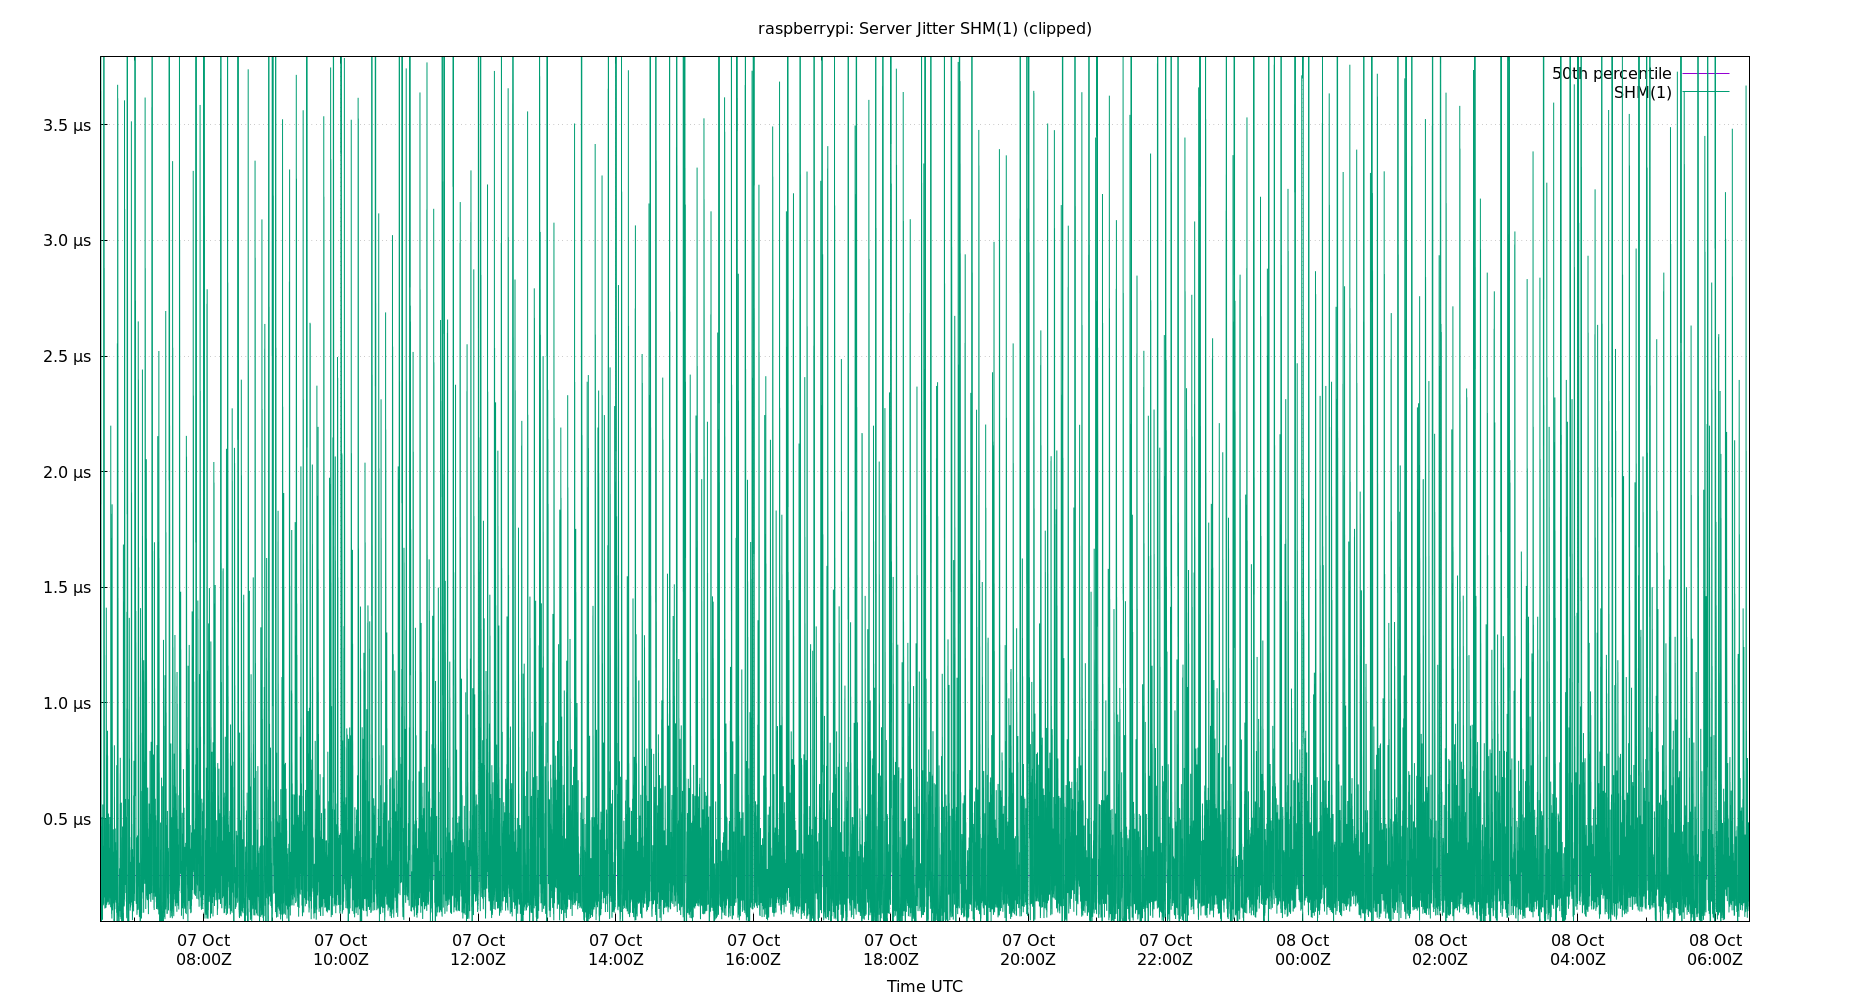 raspberrypi: Server Jitter SHM(1) (clipped)
50th percentile
SHM(1)
3.5 µs
3.0 µs
2.5 µs
2.0 µs
1.5 µs
1.0 µs
0.5 µs
07 Oct 07 Oct 07 Oct 07 Oct 07 Oct 07 Oct 07 Oct 07 Oct 08 Oct 08 Oct 08 Oct 08 Oct
08:00Z 10:00Z 12:00Z 14:00Z 16:00Z 18:00Z 20:00Z 22:00Z 00:00Z 02:00Z 04:00Z 06:00Z
Time UTC